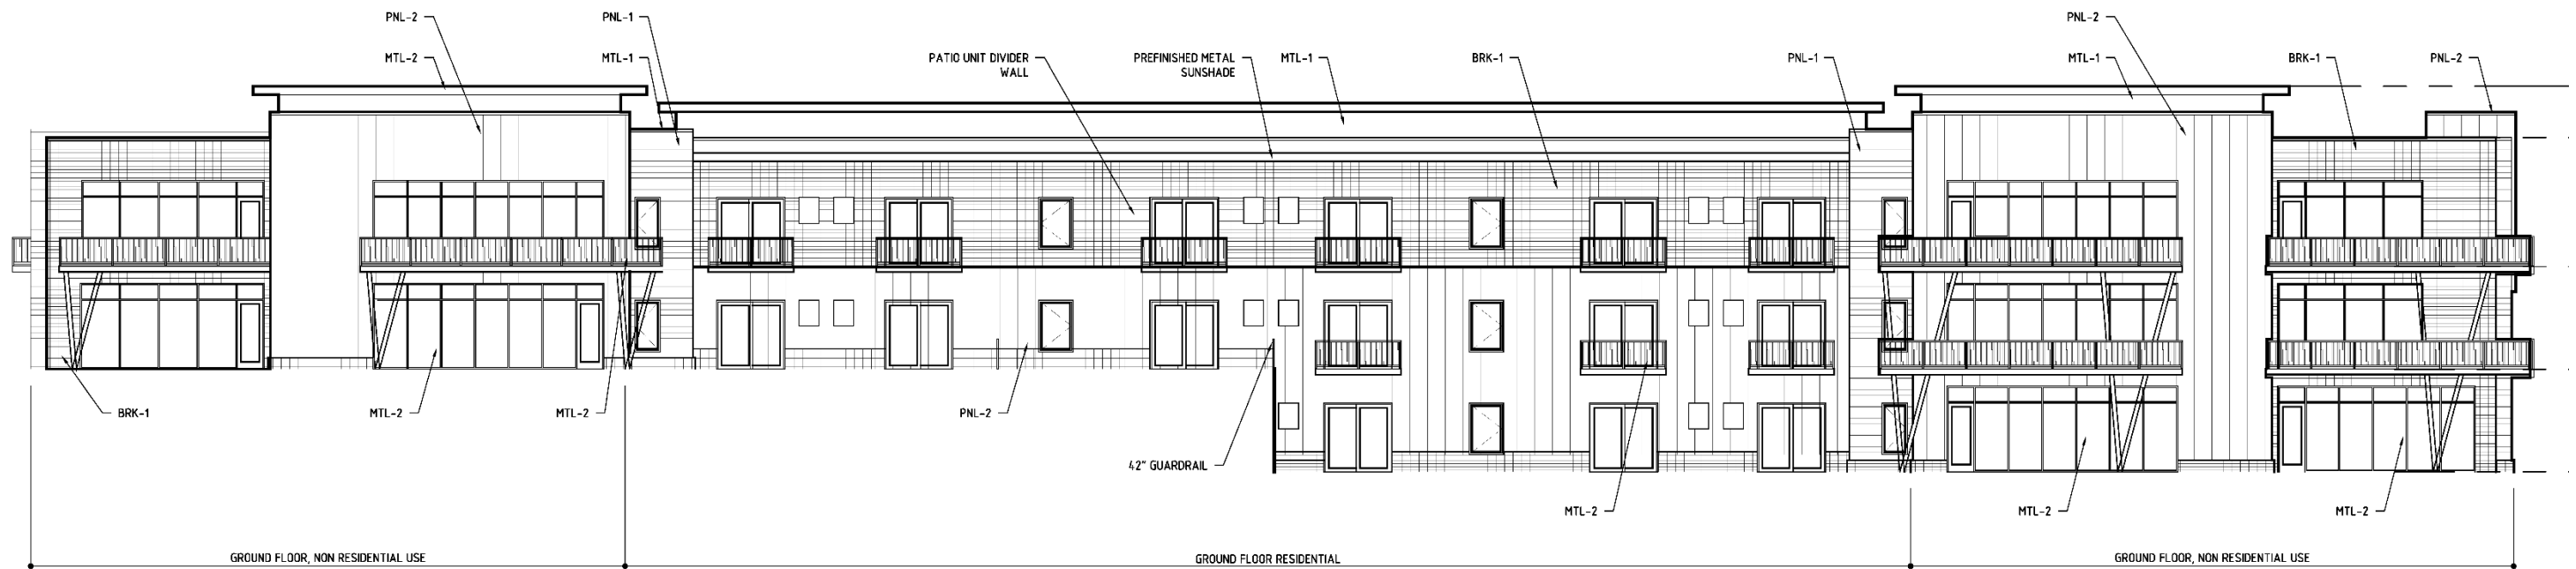 PNL-2
PNL-1
PNL-2
MTL-2
MTL-1
PATIO UNIT DIVIDER
WALL
PREFINISHED METAL
SUNSHADE
MTL-1
BRK-1
PNL-1
MTL-1
BRK-1
PNL-2
BRK-1
MTL-2
MTL-2
PNL-2
42" GUARDRAIL
MTL-2
MTL-2
MTL-2
GROUND FLOOR, NON RESIDENTIAL USE
GROUND FLOOR RESIDENTIAL
GROUND FLOOR, NON RESIDENTIAL USE